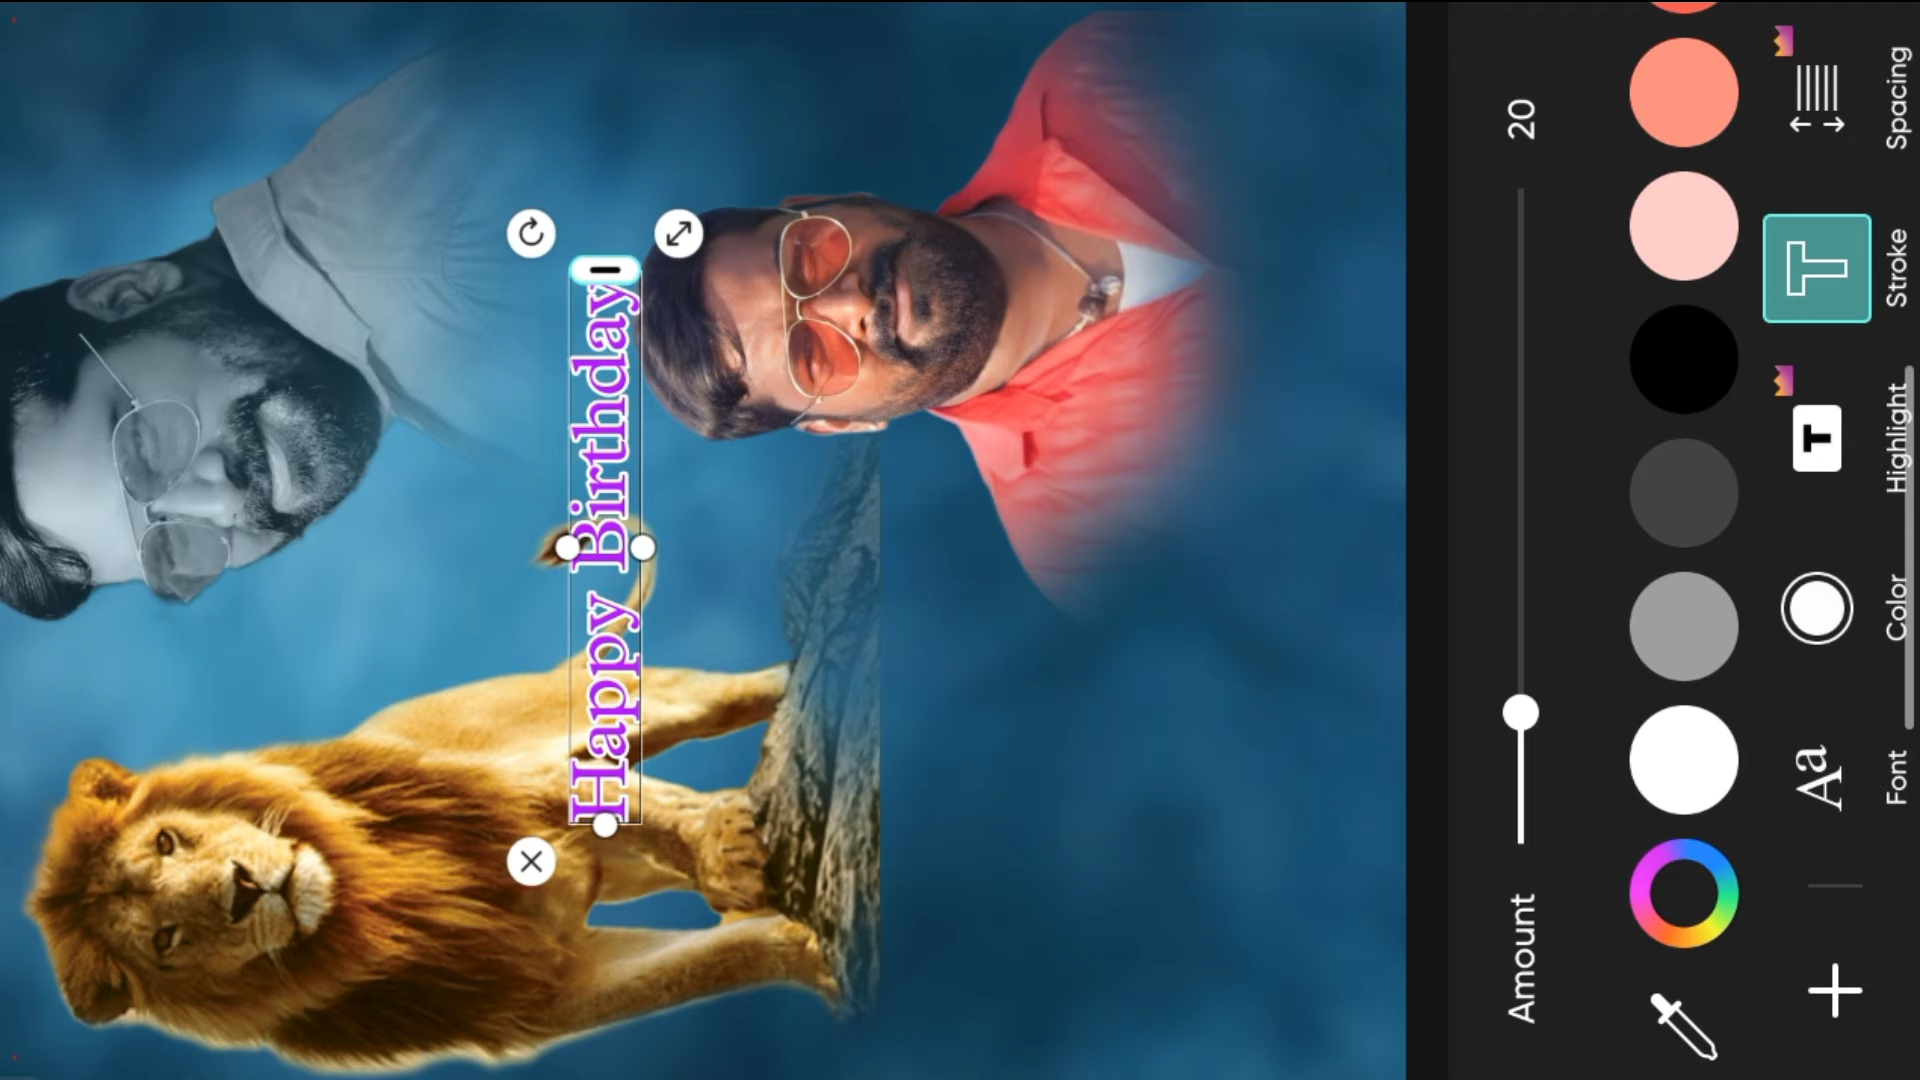 Happy Birthday
Amount 20
Font
Color
Highlight
Stroke
Spacing
Aa
T
T